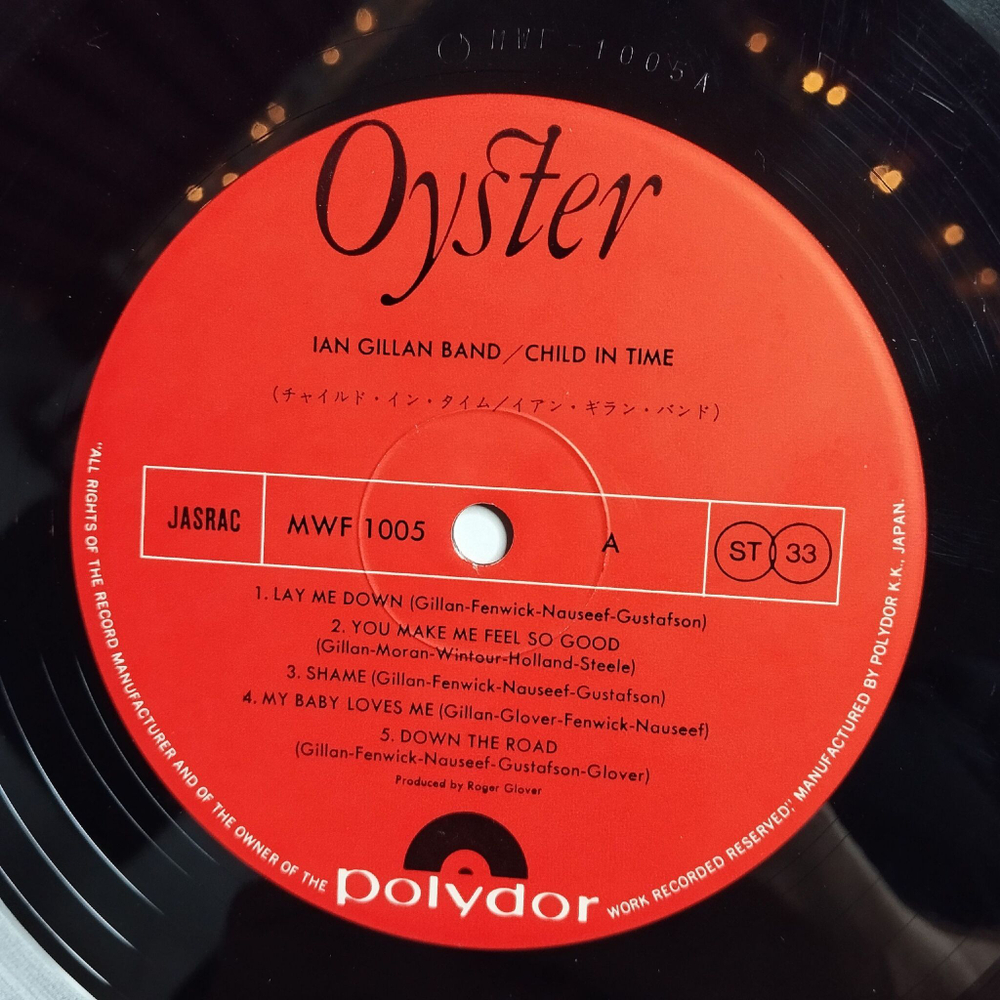 MWF-1005A
Oyster
IAN GILLAN BAND/CHILD IN TIME
(チャイルド・イン・タイム/イアン・ギラン・バンド)
JASRAC
MWF 1005
A
ST 33
1. LAY ME DOWN (Gillan-Fenwick-Nauseef-Gustafson)
2. YOU MAKE ME FEEL SO GOOD
(Gillan-Moran-Wintour-Holland-Steele)
3. SHAME (Gillan-Fenwick-Nauseef-Gustafson)
4. MY BABY LOVES ME (Gillan-Glover-Fenwick-Nauseef)
5. DOWN THE ROAD
(Gillan-Fenwick-Nauseef-Gustafson-Glover)
Produced by Roger Glover
polydor
"ALL RIGHTS OF THE RECORD MANUFACTURER AND OF THE OWNER OF THE WORK RECORDED RESERVED," MANUFACTURED BY POLYDOR K.K., JAPAN.